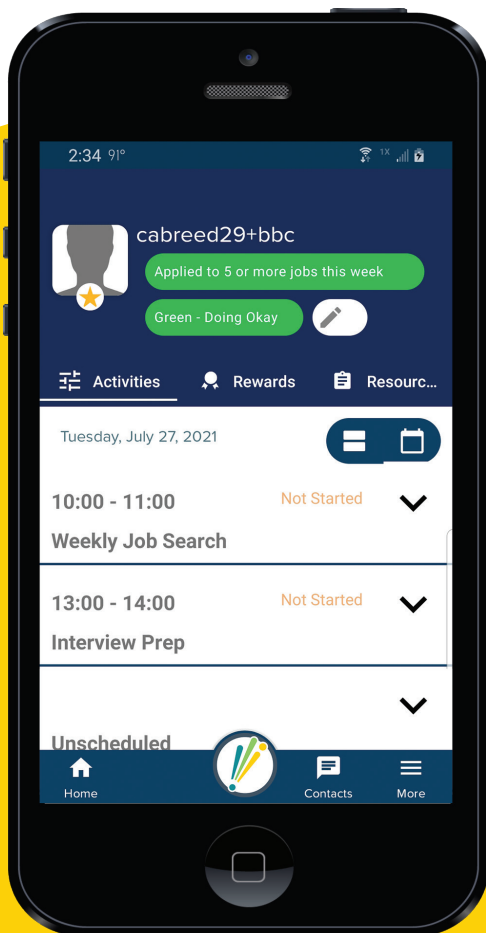 2:34 91°
1X
cabreed29+bbc
Applied to 5 or more jobs this week
Green - Doing Okay
Activities Rewards Resourc...
Tuesday, July 27, 2021
10:00 - 11:00 Not Started
Weekly Job Search
13:00 - 14:00 Not Started
Interview Prep
Unscheduled
Home Contacts More